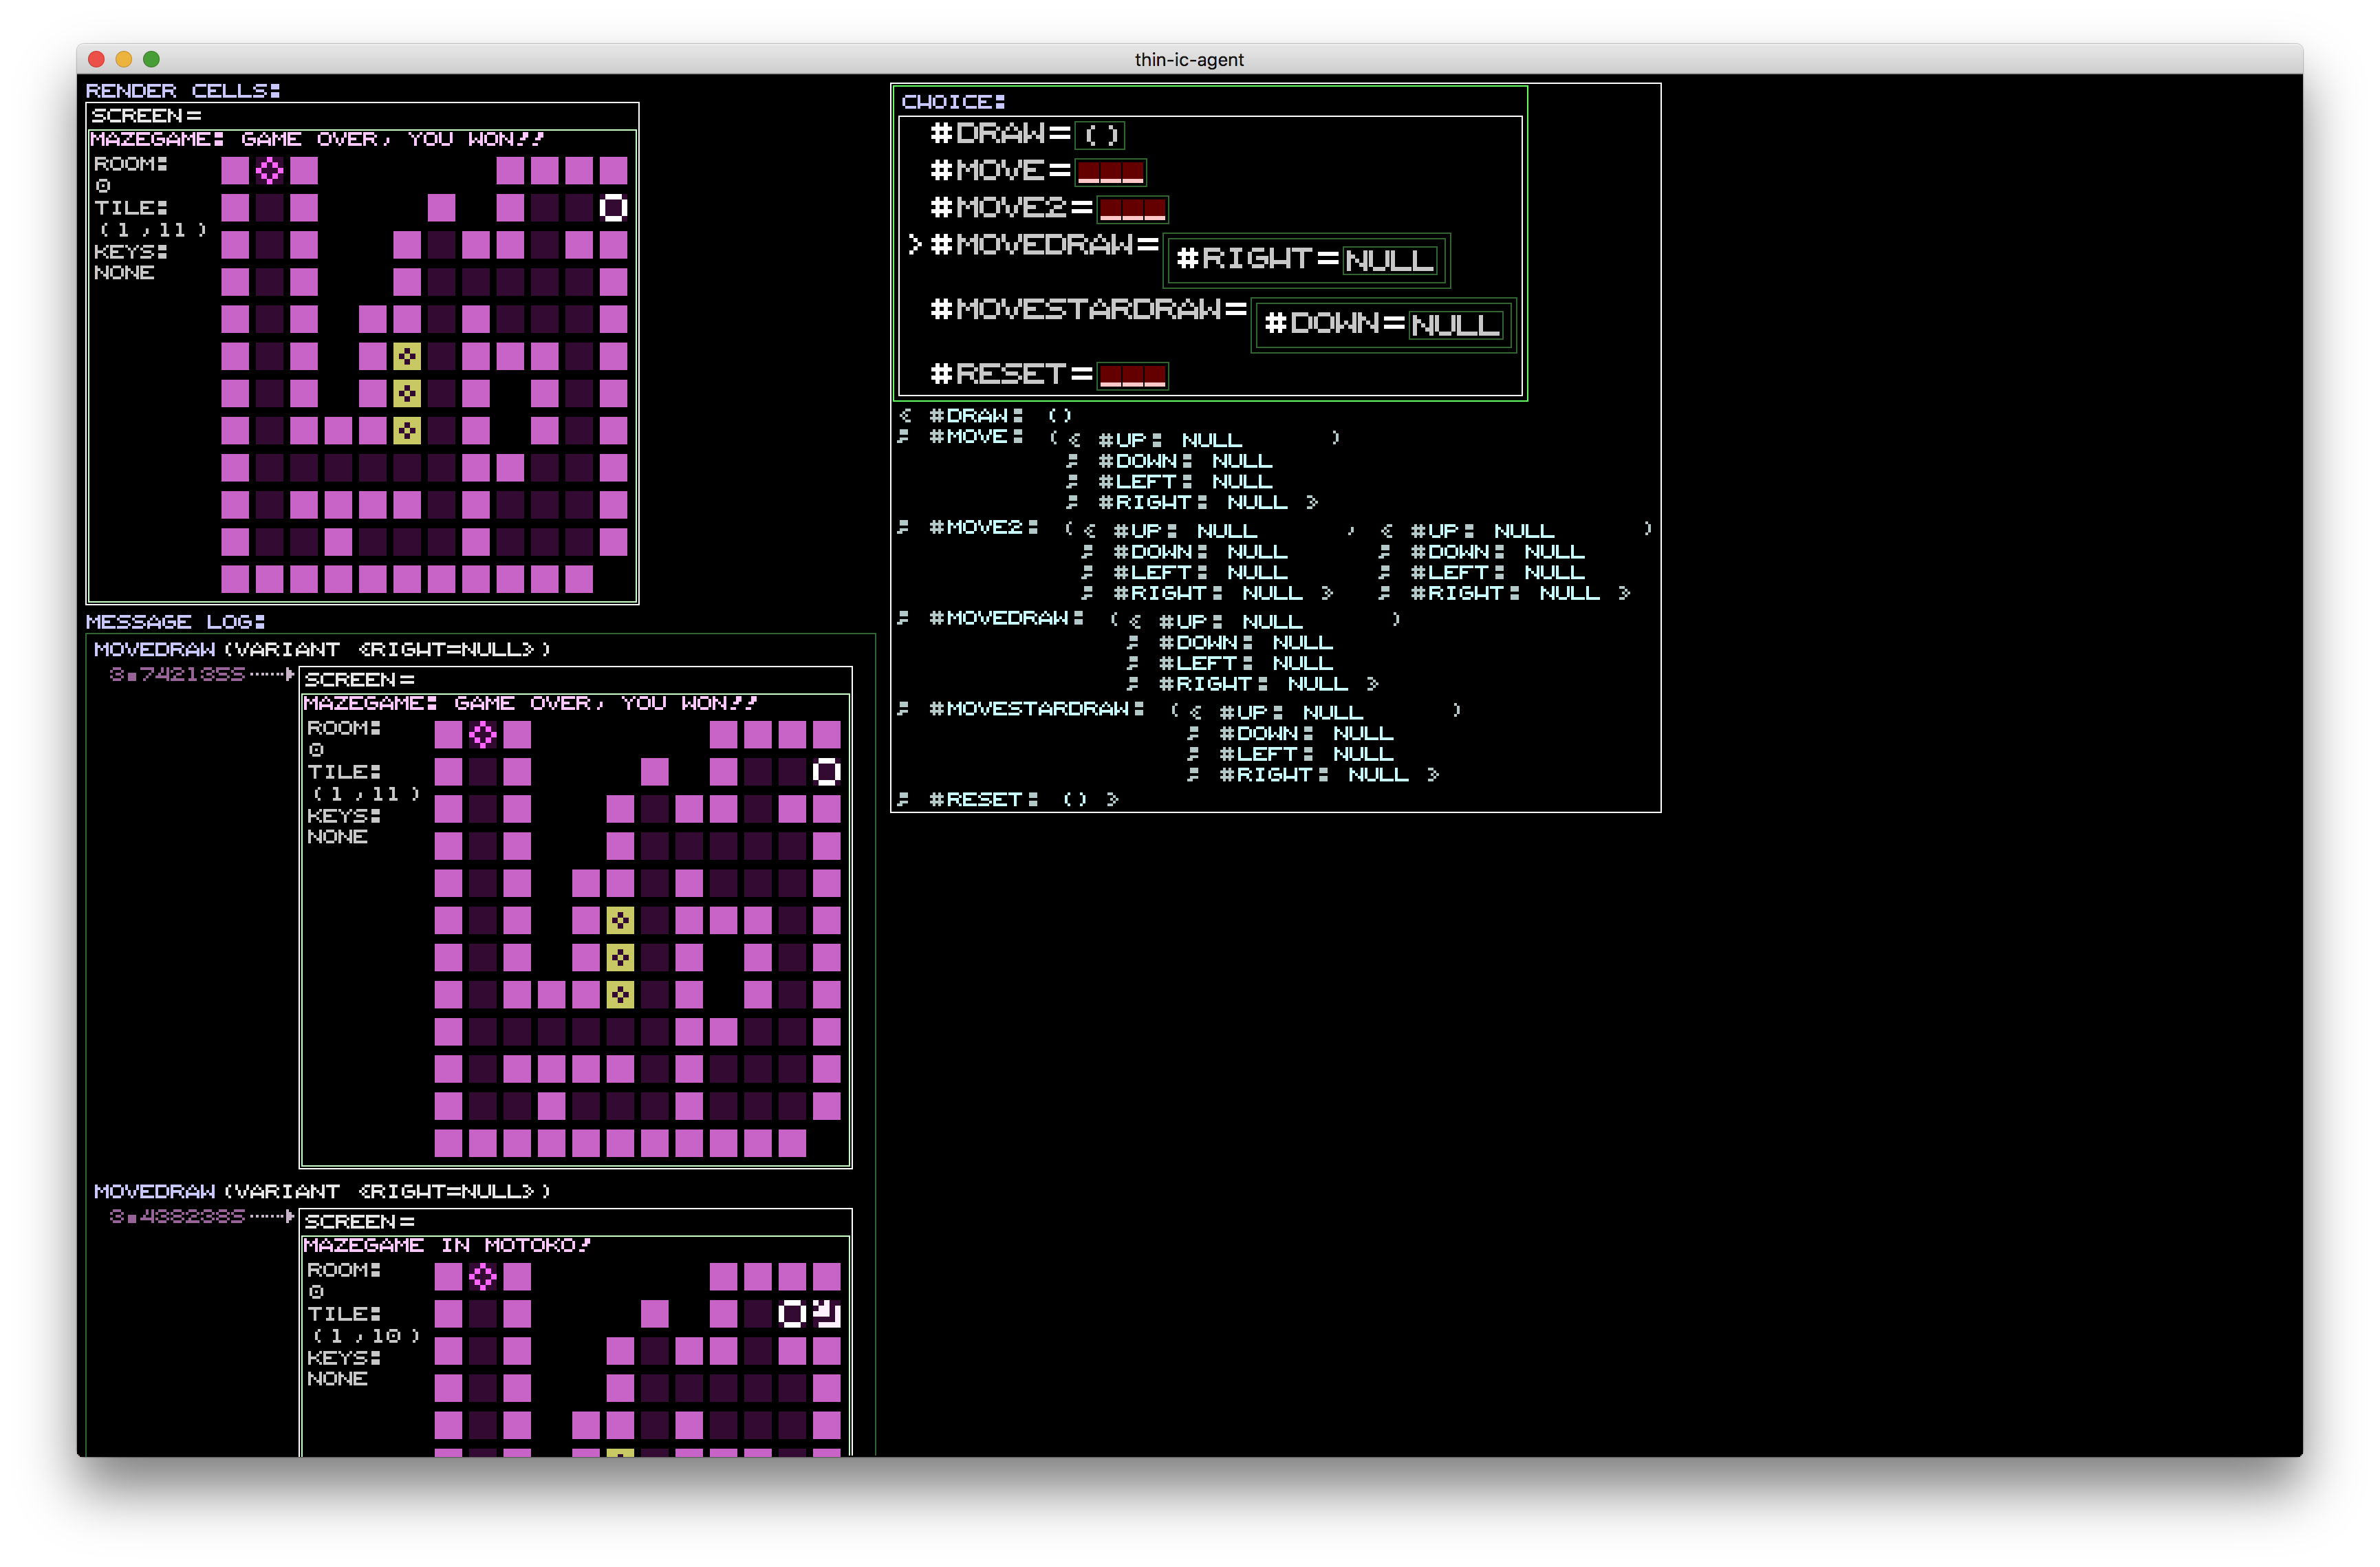 thin-ic-agent
RENDER CELLS:
SCREEN=
MAZEGAME: GAME OVER, YOU WON!!
ROOM:
0
TILE:
(1,11)
KEYS:
NONE
MESSAGE LOG:
MOVEDRAW(VARIANT {RIGHT=NULL})
3.742135S
SCREEN=
MAZEGAME: GAME OVER, YOU WON!!
ROOM:
0
TILE:
(1,11)
KEYS:
NONE
MOVEDRAW(VARIANT {RIGHT=NULL})
3.438238S
SCREEN=
MAZEGAME IN MOTOKO!
ROOM:
0
TILE:
(1,10)
KEYS:
NONE
CHOICE:
#DRAW=()
#MOVE=___
#MOVE2=___
>#MOVEDRAW=#RIGHT=NULL
#MOVESTARDRAW=#DOWN=NULL
#RESET=___
{ #DRAW: ()
; #MOVE: ({ #UP: NULL )
; #DOWN: NULL
; #LEFT: NULL
; #RIGHT: NULL }
; #MOVE2: ({ #UP: NULL , { #UP: NULL )
; #DOWN: NULL ; #DOWN: NULL
; #LEFT: NULL ; #LEFT: NULL
; #RIGHT: NULL } ; #RIGHT: NULL }
; #MOVEDRAW: ({ #UP: NULL )
; #DOWN: NULL
; #LEFT: NULL
; #RIGHT: NULL }
; #MOVESTARDRAW: ({ #UP: NULL )
; #DOWN: NULL
; #LEFT: NULL
; #RIGHT: NULL }
; #RESET: () }